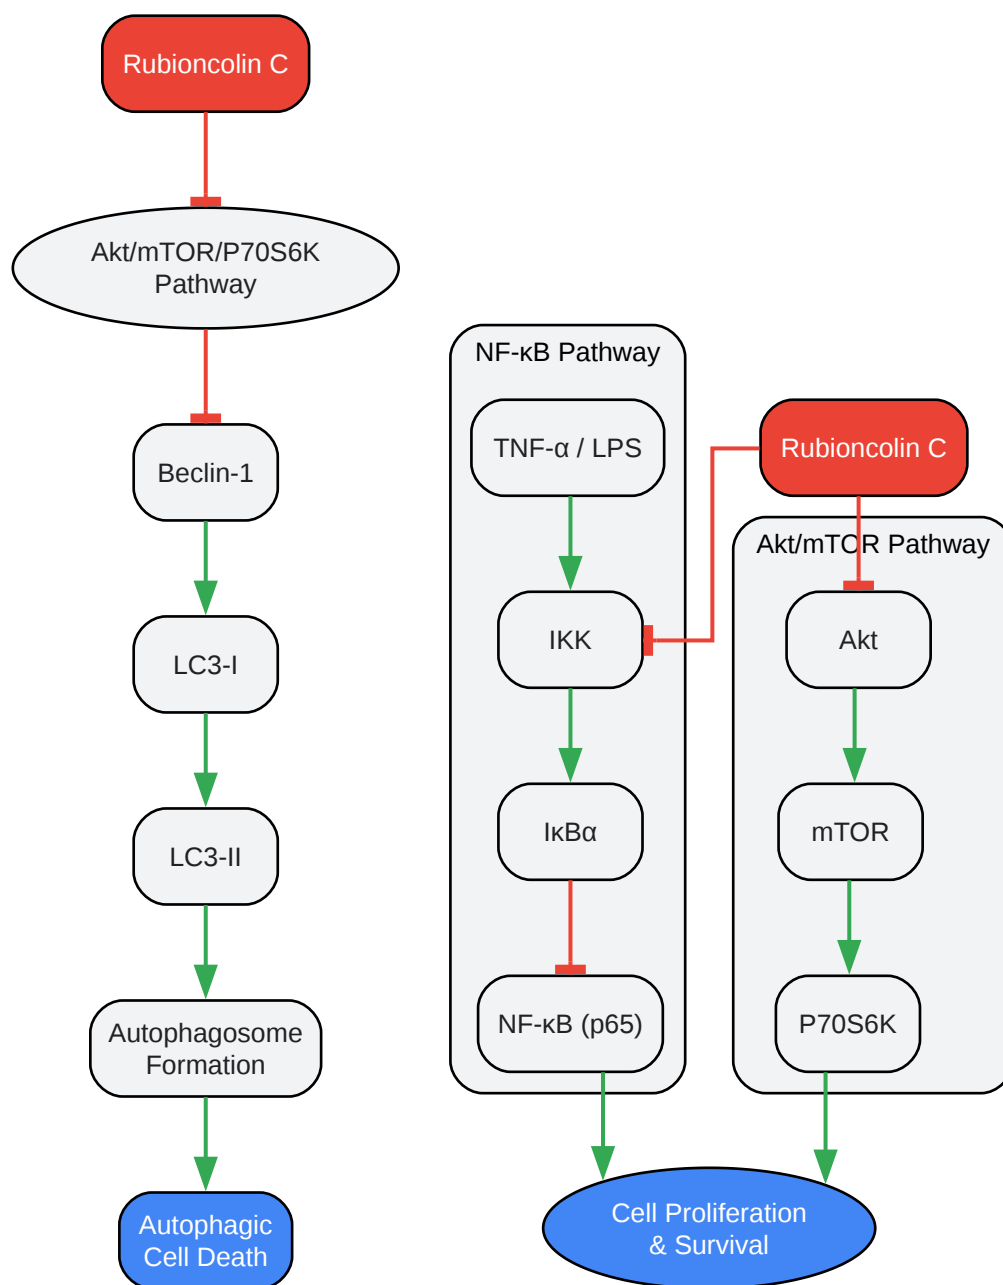 Rubioncolin C
Akt/mTOR/P70S6K
Pathway
Beclin-1
LC3-I
LC3-II
Autophagosome
Formation
Autophagic
Cell Death
NF-κB Pathway
TNF-α / LPS
IKK
IκBα
NF-κB (p65)
Rubioncolin C
Akt/mTOR Pathway
Akt
mTOR
P70S6K
Cell Proliferation
& Survival